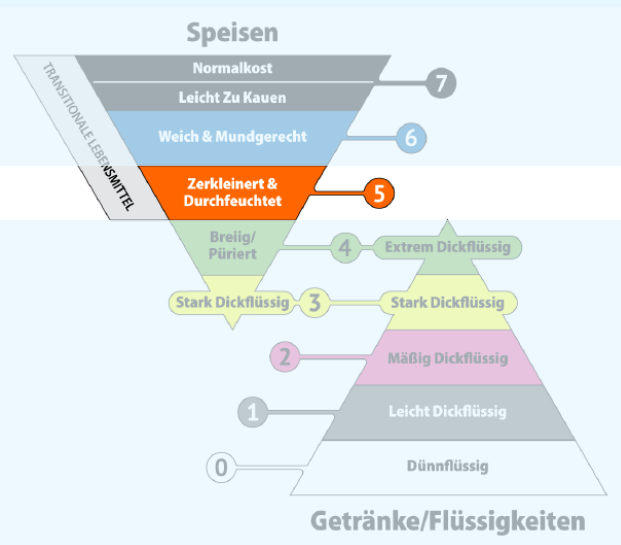 Speisen
TRANSITIONALE LEBENSMITTEL
Normalkost
7
Leicht Zu Kauen
Weich & Mundgerecht
6
Zerkleinert &
Durchfeuchtet
5
Breiig/
Püriert
4
Extrem Dickflüssig
Stark Dickflüssig
3
Stark Dickflüssig
2
Mäßig Dickflüssig
1
Leicht Dickflüssig
0
Dünnflüssig
Getränke/Flüssigkeiten